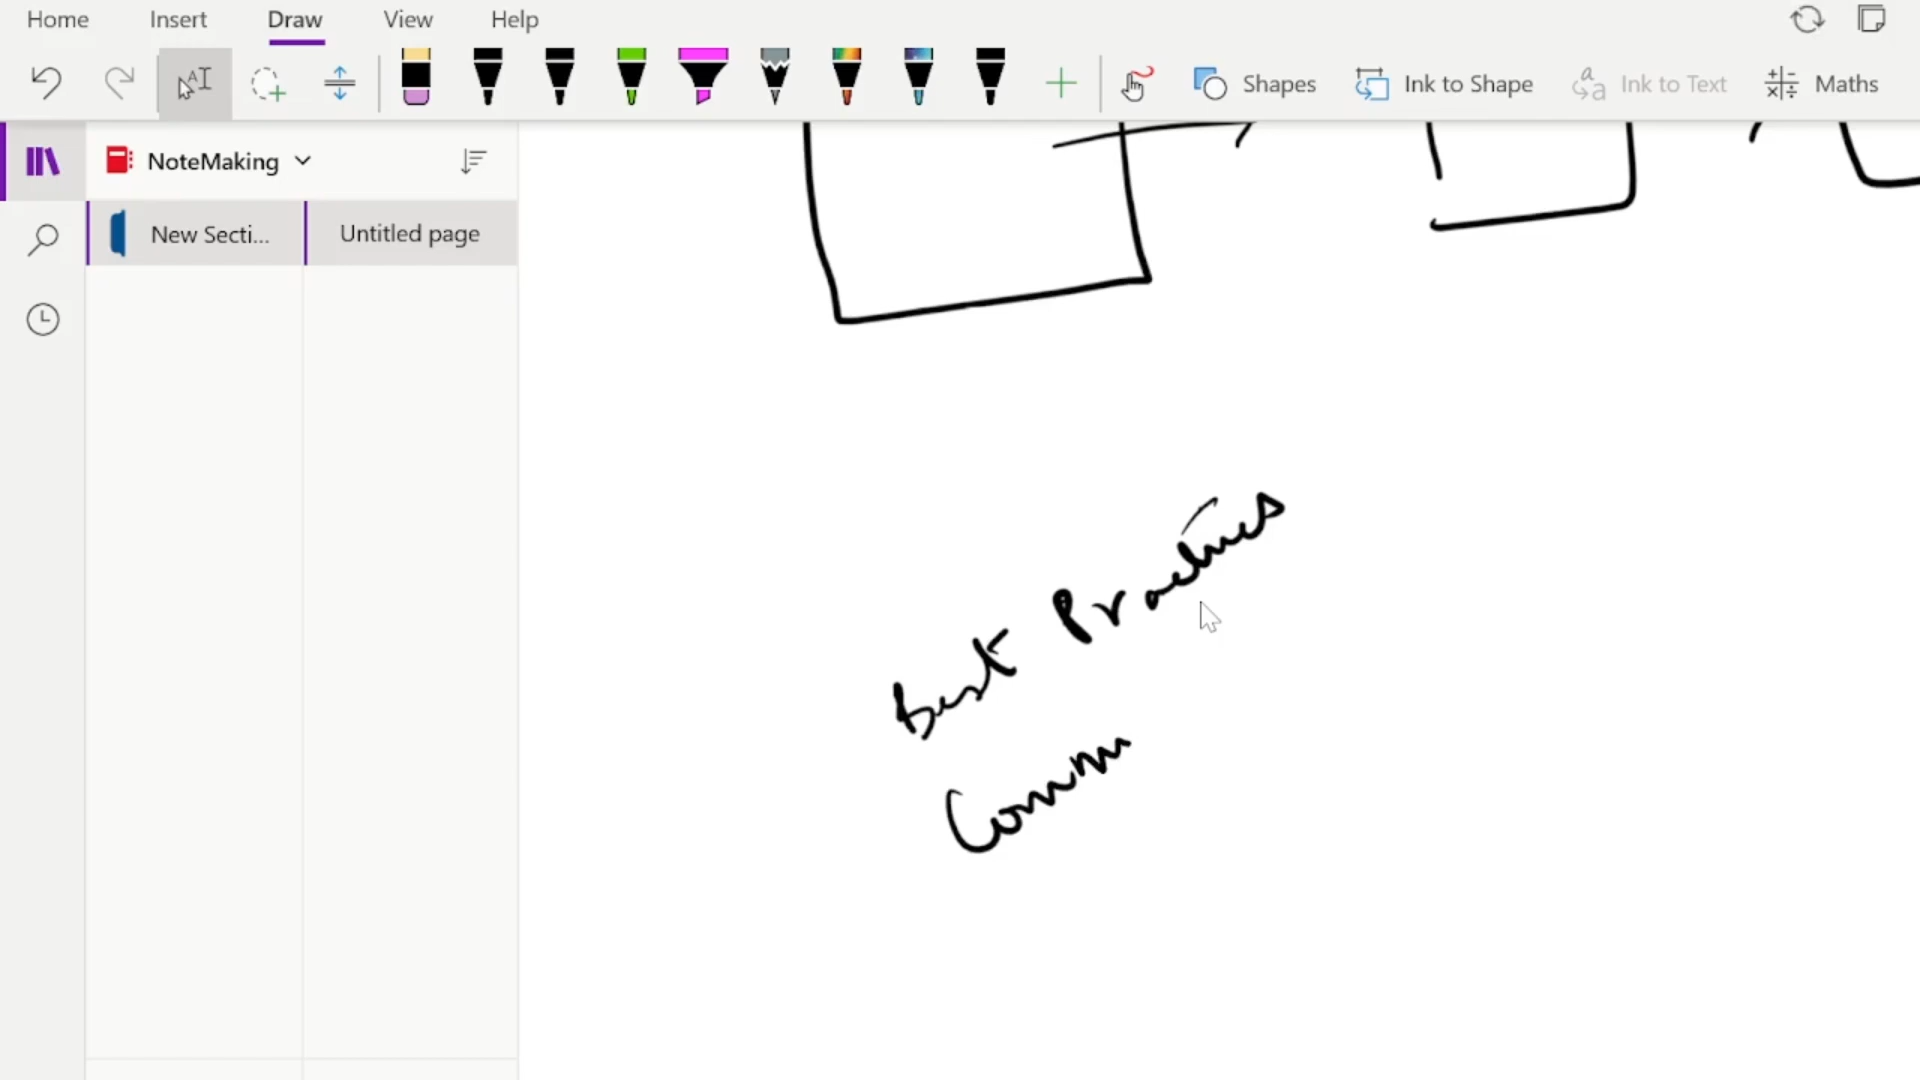 Home Insert Draw View Help
Shapes Ink to Shape Ink to Text Maths
NoteMaking
New Secti... Untitled page
Best Practices
Comm